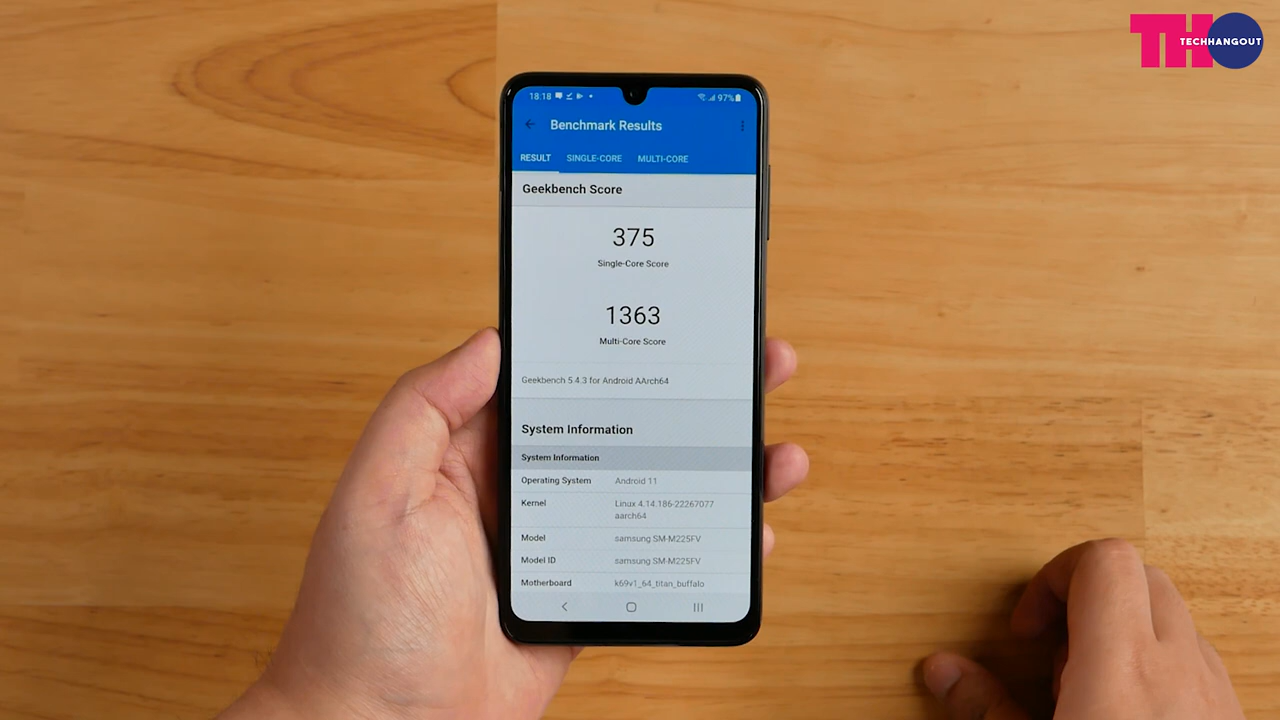 TH
TECHHANGOUT
18:18
97%
Benchmark Results
RESULT SINGLE-CORE MULTI-CORE
Geekbench Score
375
Single-Core Score
1363
Multi-Core Score
Geekbench 5.4.3 for Android AArch64
System Information
System Information
Operating System Android 11
Kernel Linux 4.14.186-22267077
aarch64
Model samsung SM-M225FV
Model ID samsung SM-M225FV
Motherboard k69v1_64_titan_buffalo